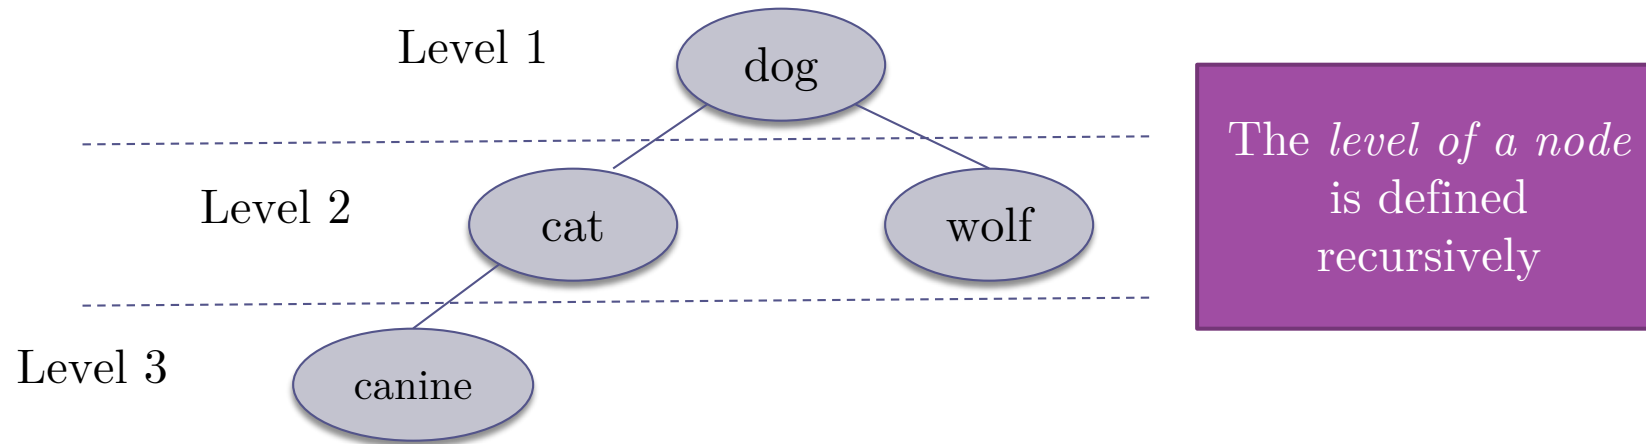 Level 1
dog
The level of a node
is defined
recursively
Level 2
cat
wolf
Level 3
canine